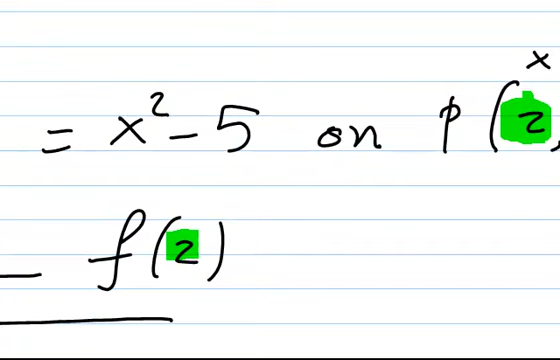 x
= x² - 5 on P(2,
f(2)